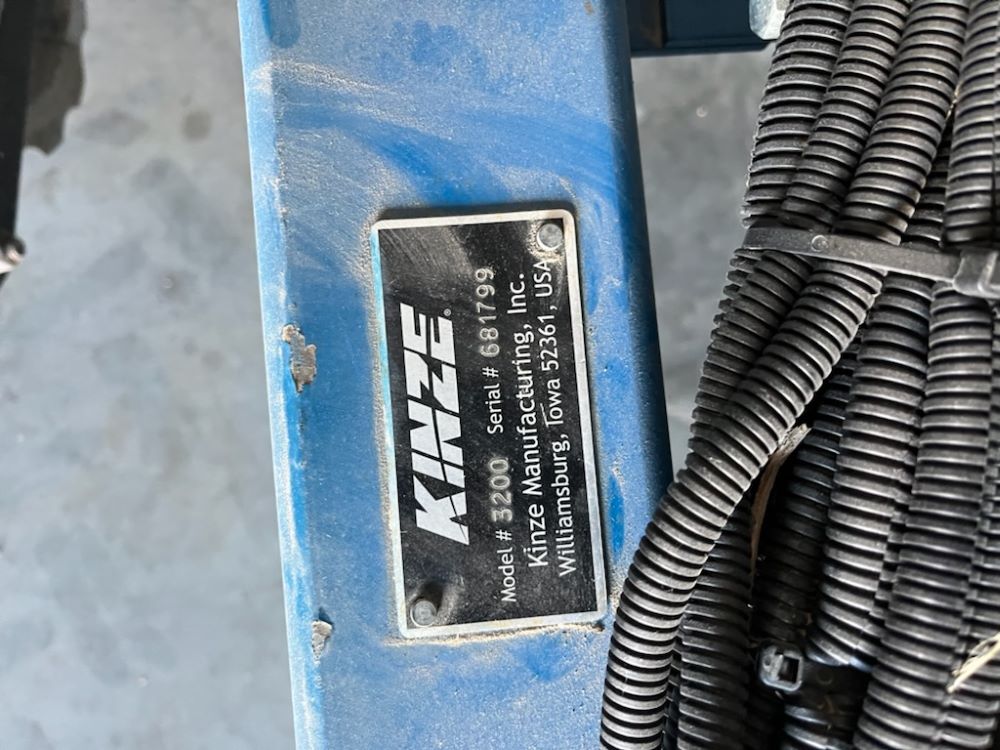 KINZE®
Model # 3200 Serial # 681799
Kinze Manufacturing, Inc.
Williamsburg, Iowa 52361, USA